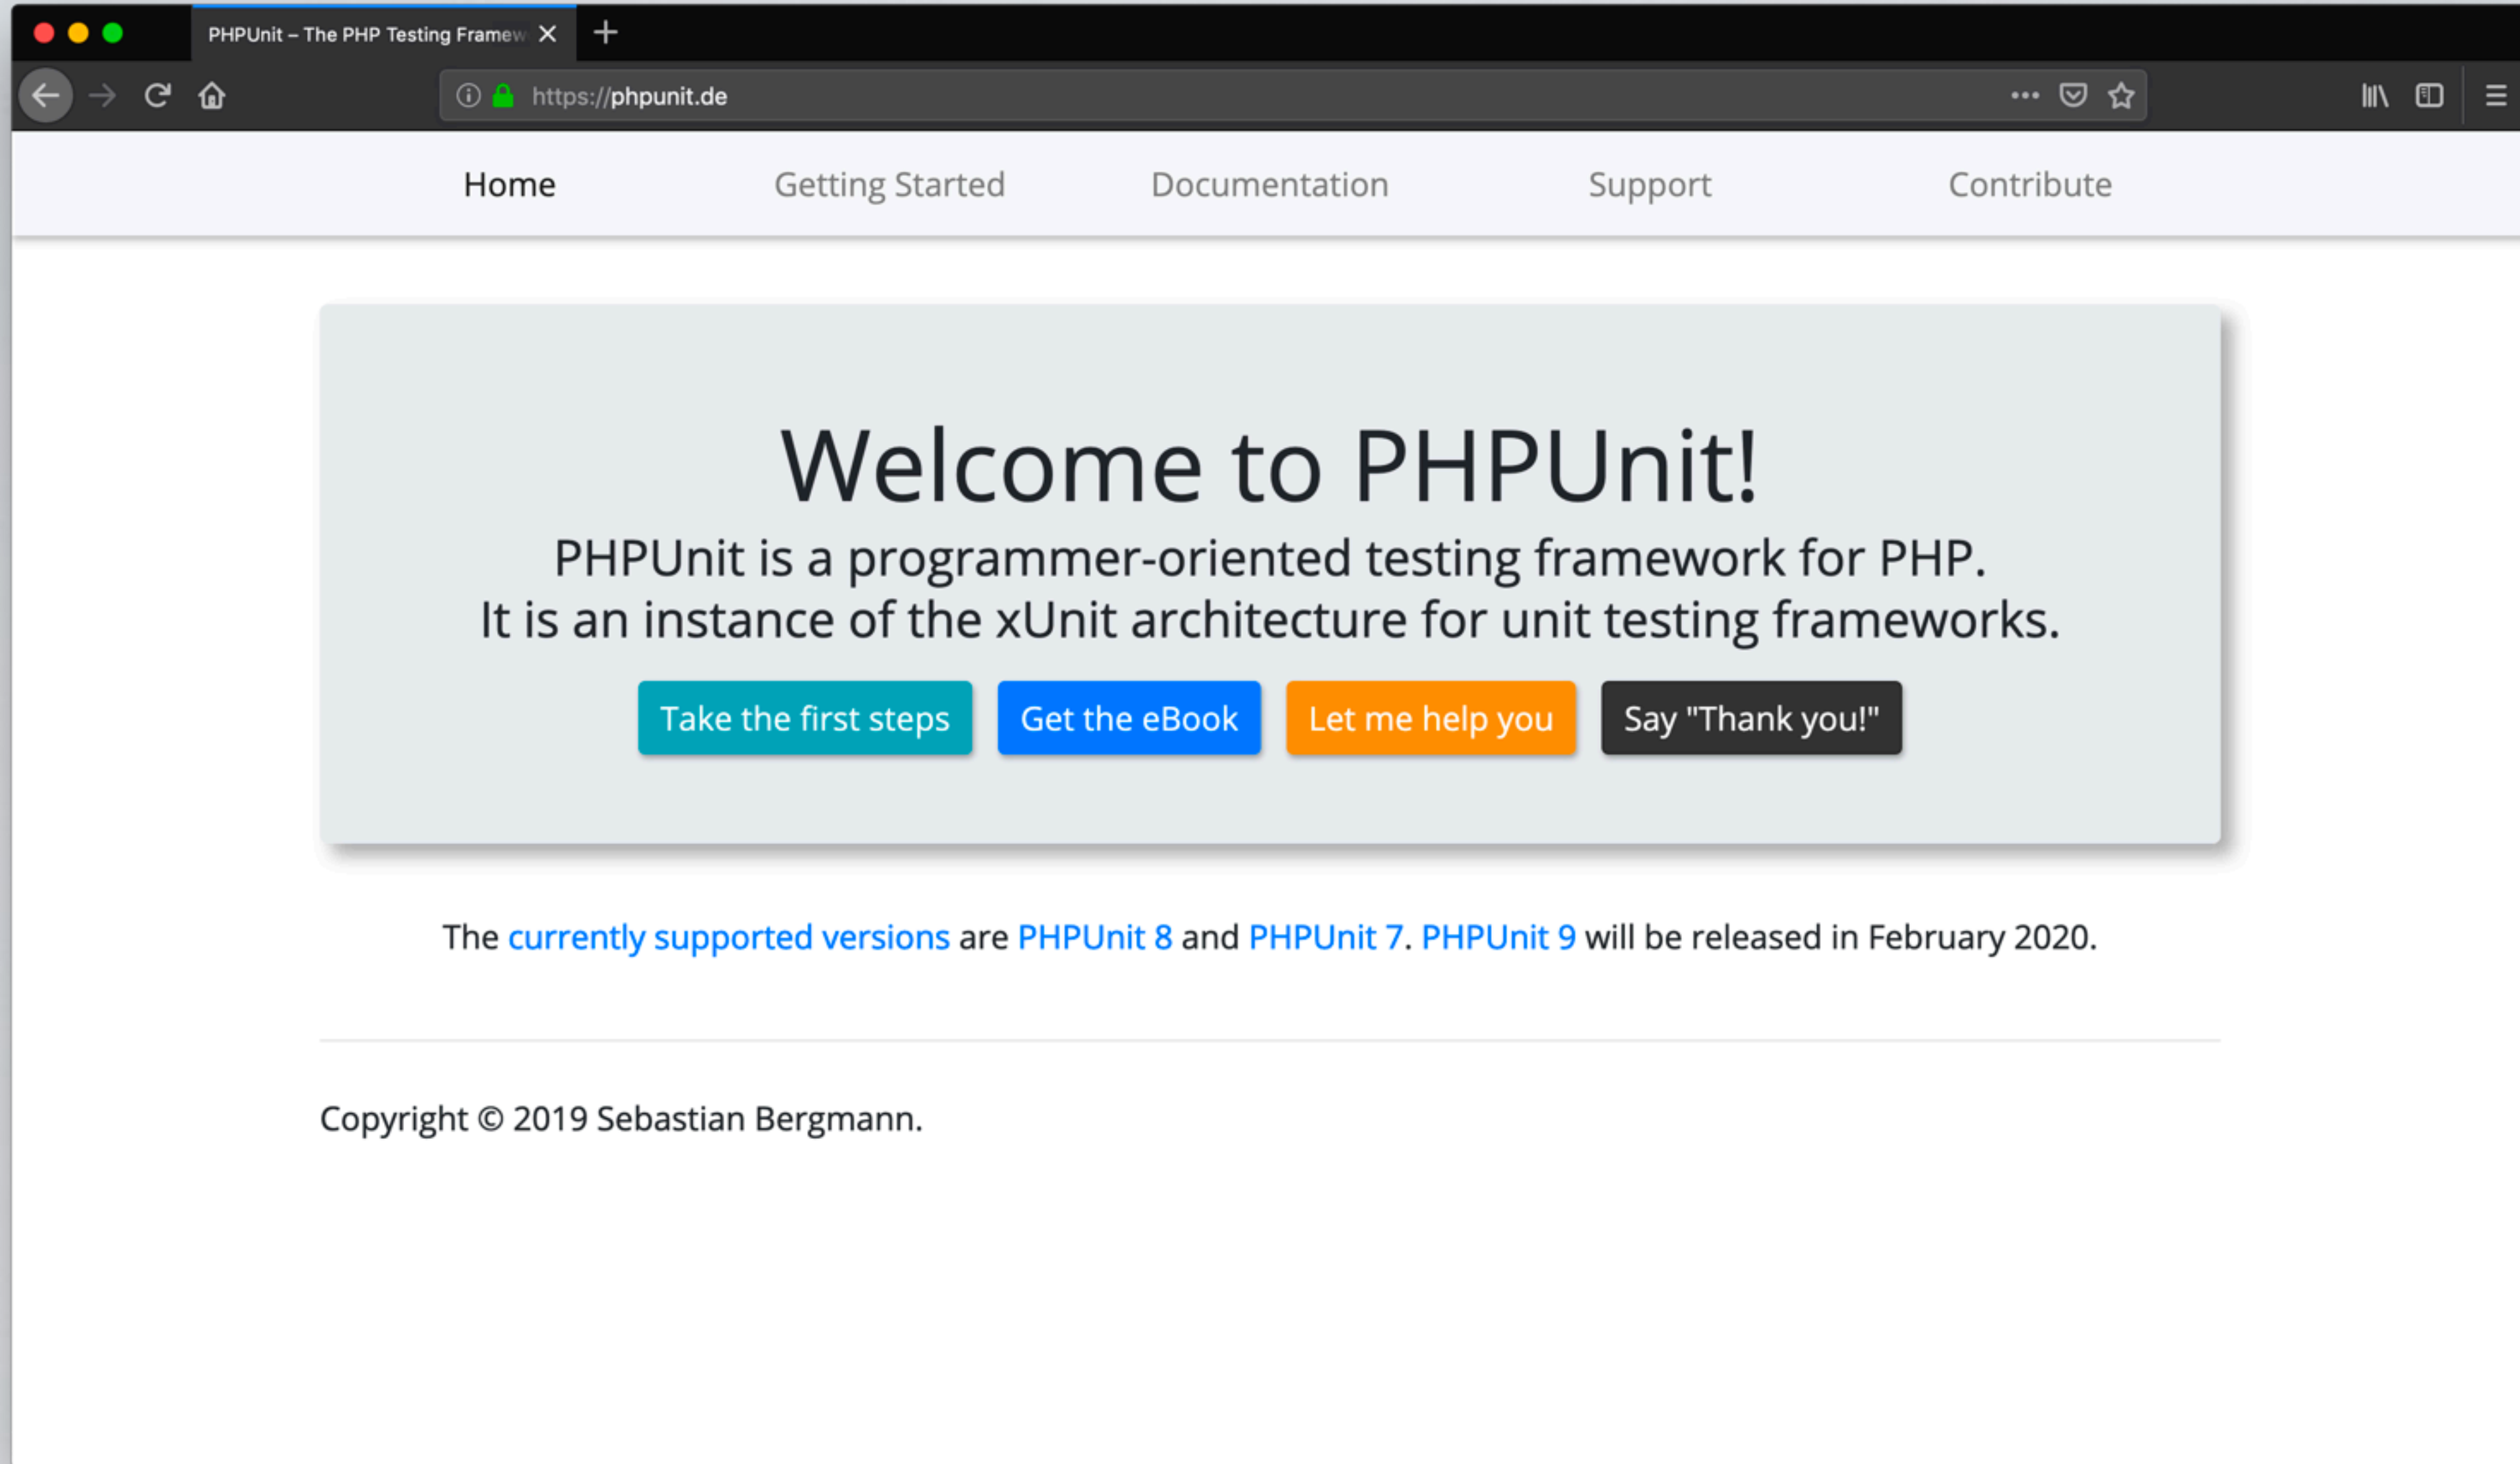 PHPUnit – The PHP Testing Framew
https://phpunit.de
Home Getting Started Documentation Support Contribute
Welcome to PHPUnit!
PHPUnit is a programmer-oriented testing framework for PHP.
It is an instance of the xUnit architecture for unit testing frameworks.
Take the first steps Get the eBook Let me help you Say "Thank you!"
The currently supported versions are PHPUnit 8 and PHPUnit 7. PHPUnit 9 will be released in February 2020.
Copyright © 2019 Sebastian Bergmann.